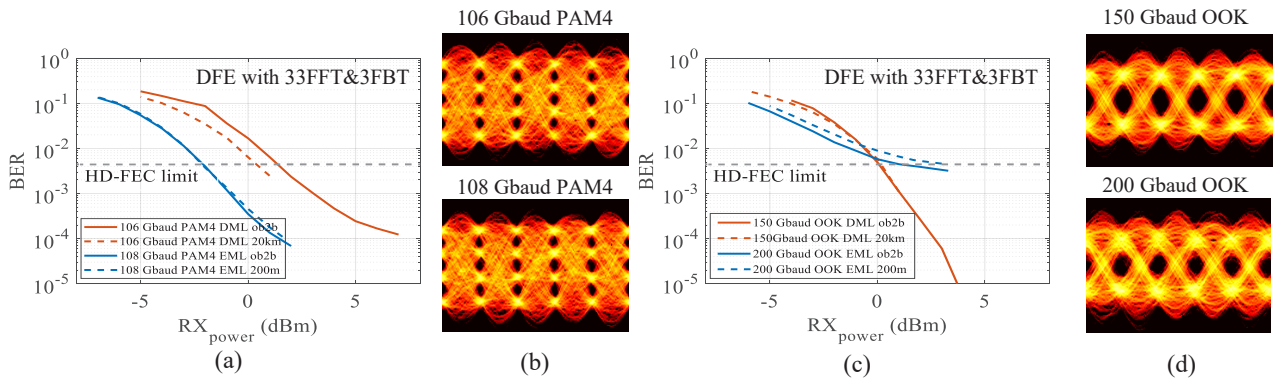 106 Gbaud PAM4
150 Gbaud OOK
(a)
(b)
(c)
(d)
10^0
10^-1
10^-2
10^-3
10^-4
10^-5
BER
DFE with 33FFT&3FBT
HD-FEC limit
106 Gbaud PAM4 DML ob2b
106 Gbaud PAM4 DML 20km
108 Gbaud PAM4 EML ob2b
108 Gbaud PAM4 EML 200m
-5 0 5
RX_power (dBm)
108 Gbaud PAM4
10^0
10^-1
10^-2
10^-3
10^-4
10^-5
BER
DFE with 33FFT&3FBT
HD-FEC limit
150 Gbaud OOK DML ob2b
150Gbaud OOK DML 20km
200 Gbaud OOK EML ob2b
200 Gbaud OOK EML 200m
-5 0 5
RX_power (dBm)
200 Gbaud OOK